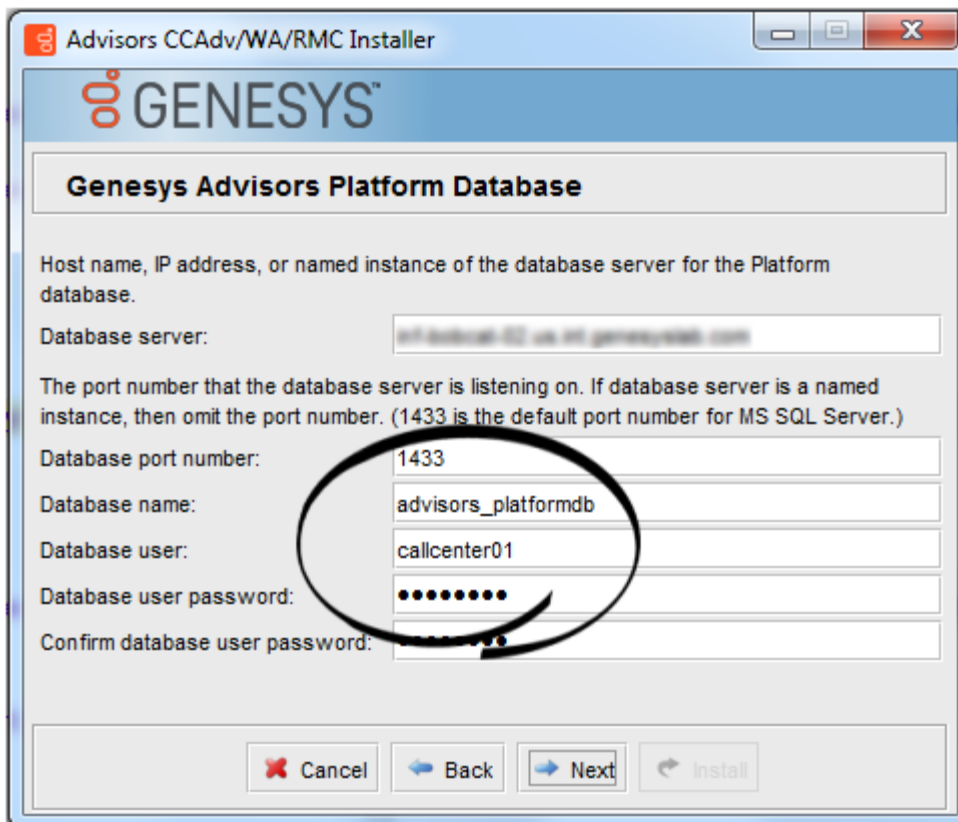 Advisors CCAdv/WA/RMC Installer
GENESYS™
Genesys Advisors Platform Database
Host name, IP address, or named instance of the database server for the Platform
database.
Database server:
The port number that the database server is listening on. If database server is a named
instance, then omit the port number. (1433 is the default port number for MS SQL Server.)
Database port number: 1433
Database name: advisors_platformdb
Database user: callcenter01
Database user password: ●●●●●●●●
Confirm database user password: ●●●●●●●●
Cancel Back Next Install